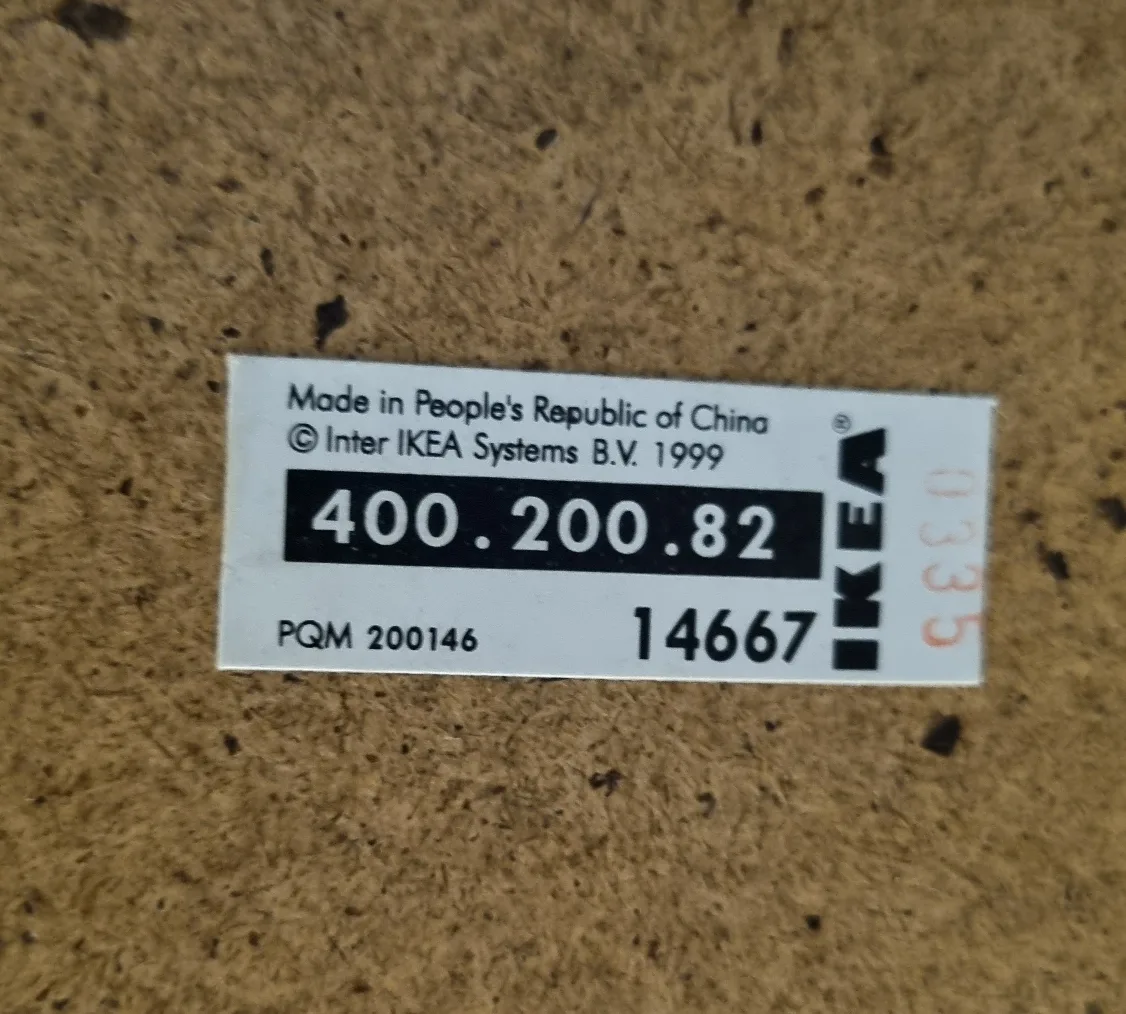 Made in People's Republic of China
© Inter IKEA Systems B.V. 1999
400.200.82
PQM 200146
14667
IKEA®
0335